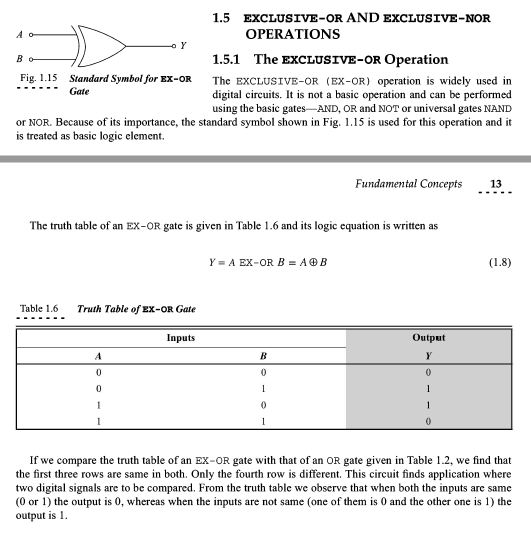 1.5 EXCLUSIVE-OR AND EXCLUSIVE-NOR
OPERATIONS
A
B
Y
Fig. 1.15 Standard Symbol for EX-OR
Gate
1.5.1 The EXCLUSIVE-OR Operation
The EXCLUSIVE-OR (EX-OR) operation is widely used in
digital circuits. It is not a basic operation and can be performed
using the basic gates—AND, OR and NOT or universal gates NAND
or NOR. Because of its importance, the standard symbol shown in Fig. 1.15 is used for this operation and it
is treated as basic logic element.
Fundamental Concepts 13
The truth table of an EX-OR gate is given in Table 1.6 and its logic equation is written as
Y = A EX-OR B = A ⊕ B (1.8)
Table 1.6 Truth Table of EX-OR Gate
Inputs Output
A B Y
0 0 0
0 1 1
1 0 1
1 1 0
If we compare the truth table of an EX-OR gate with that of an OR gate given in Table 1.2, we find that
the first three rows are same in both. Only the fourth row is different. This circuit finds application where
two digital signals are to be compared. From the truth table we observe that when both the inputs are same
(0 or 1) the output is 0, whereas when the inputs are not same (one of them is 0 and the other one is 1) the
output is 1.